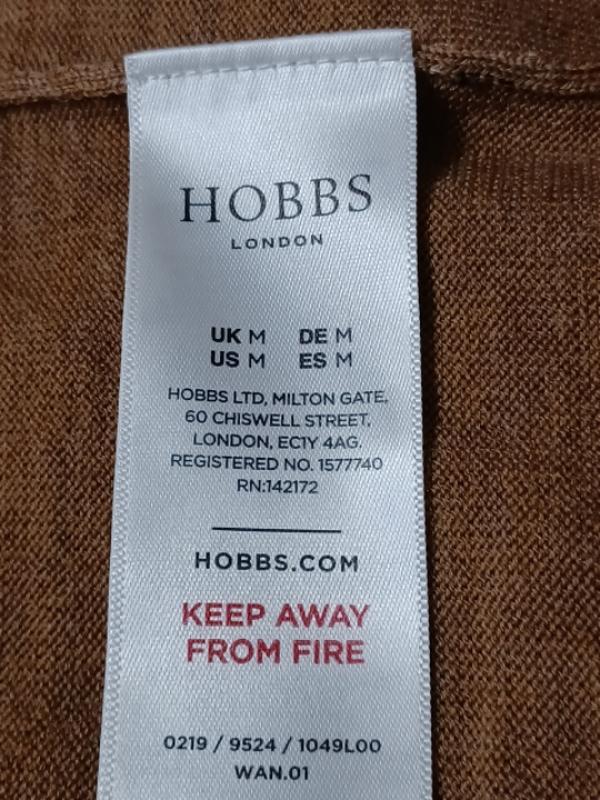 HOBBS
LONDON
UK M DE M
US M ES M
HOBBS LTD, MILTON GATE,
60 CHISWELL STREET,
LONDON, EC1Y 4AG.
REGISTERED NO. 1577740
RN:142172
HOBBS.COM
KEEP AWAY
FROM FIRE
0219 / 9524 / 1049L00
WAN.01